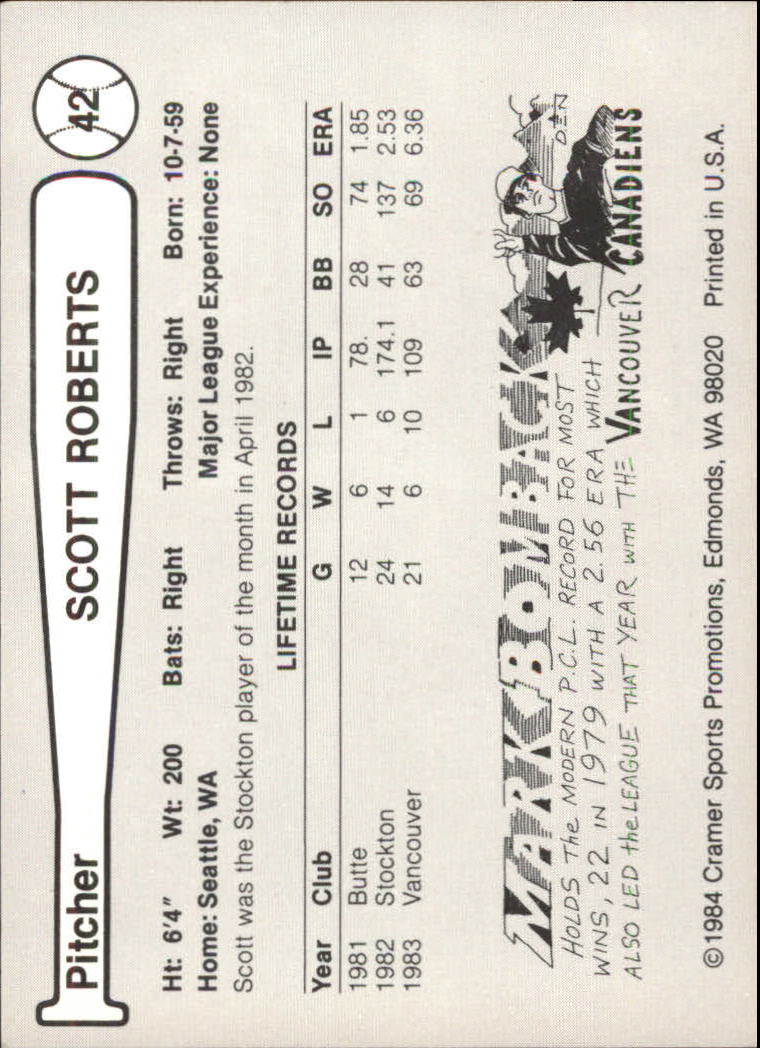 Pitcher SCOTT ROBERTS 42
Ht: 6'4" Wt: 200 Bats: Right Throws: Right Born: 10-7-59
Home: Seattle, WA Major League Experience: None
Scott was the Stockton player of the month in April 1982.
LIFETIME RECORDS
Year Club G W L IP BB SO ERA
1981 Butte 12 6 1 78. 28 74 1.85
1982 Stockton 24 14 6 174.1 41 137 2.53
1983 Vancouver 21 6 10 109 63 69 6.36
MARK BOMBACK
DEN
HOLDS The MODERN P.C.L. RECORD FOR MOST
WINS, 22 IN 1979 WITH A 2.56 ERA WHICH
ALSO LED the LEAGUE THAT YEAR WITH THE VANCOUVER CANADIENS
©1984 Cramer Sports Promotions, Edmonds, WA 98020 Printed in U.S.A.